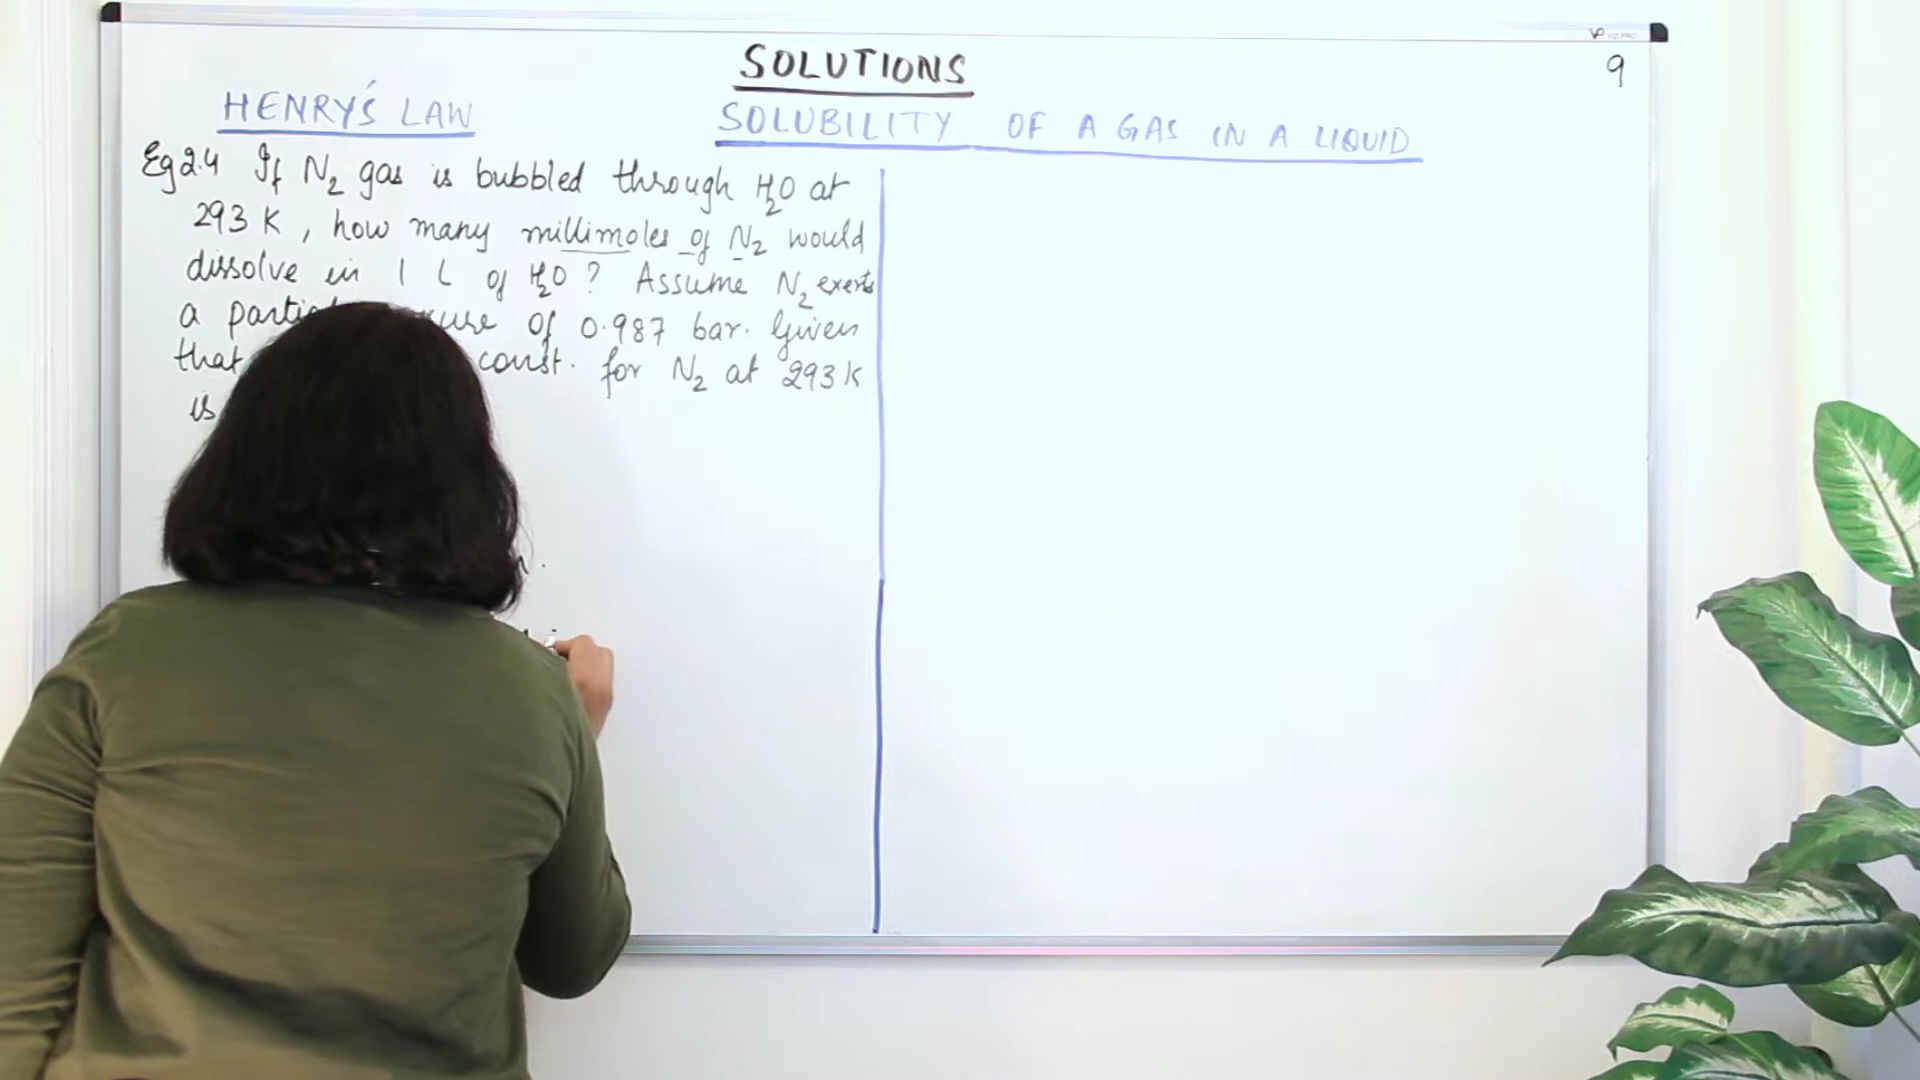 SOLUTIONS
9
HENRY'S LAW
SOLUBILITY OF A GAS IN A LIQUID
Eg 2.4 If N₂ gas is bubbled through H₂O at
293 K, how many millimoles of N₂ would
dissolve in 1 L of H₂O? Assume N₂ exerts
a of 0.987 bar. Given
that const. for N₂ at 293 K
is